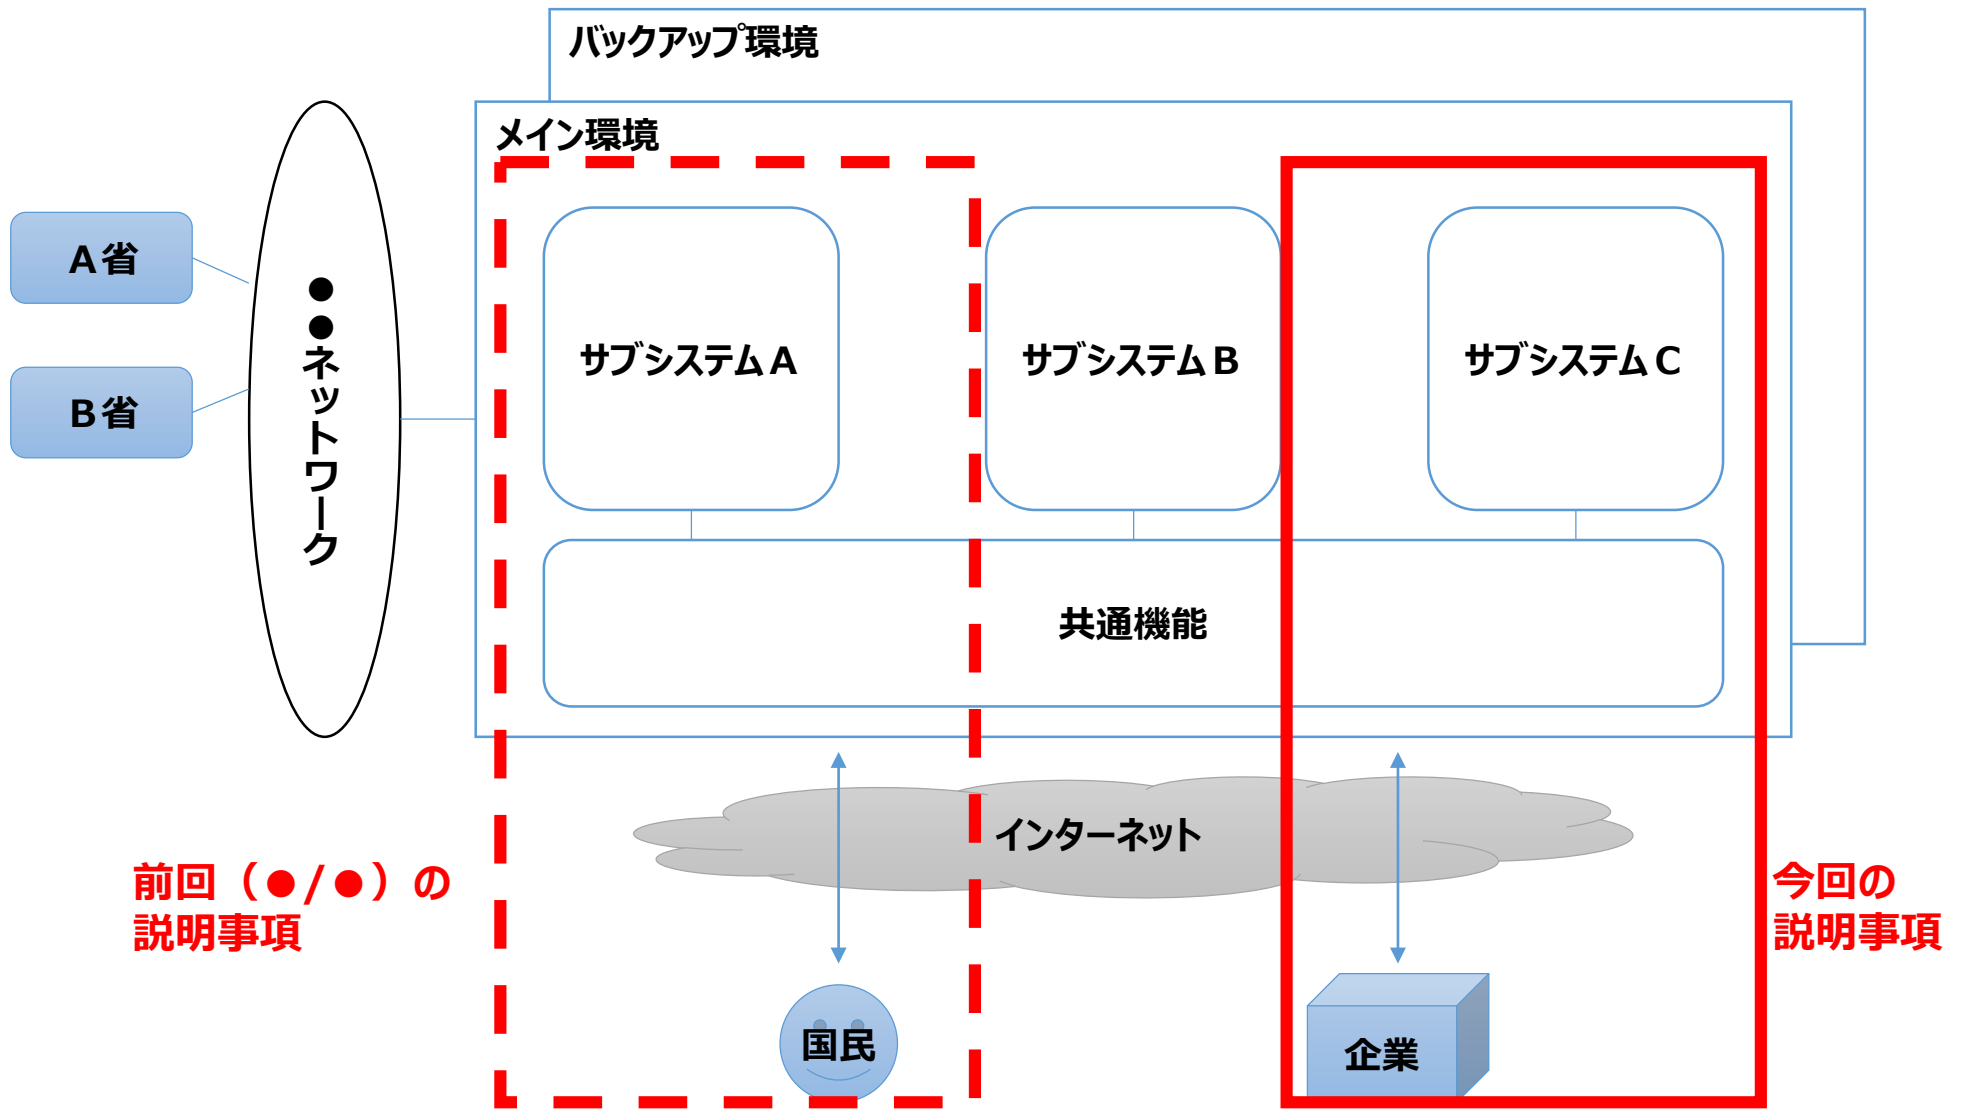 バックアップ環境
メイン環境
A省
B省
●●ネットワーク
サブシステムA
サブシステムB
サブシステムC
共通機能
インターネット
前回（●/●）の
説明事項
今回の
説明事項
国民
企業